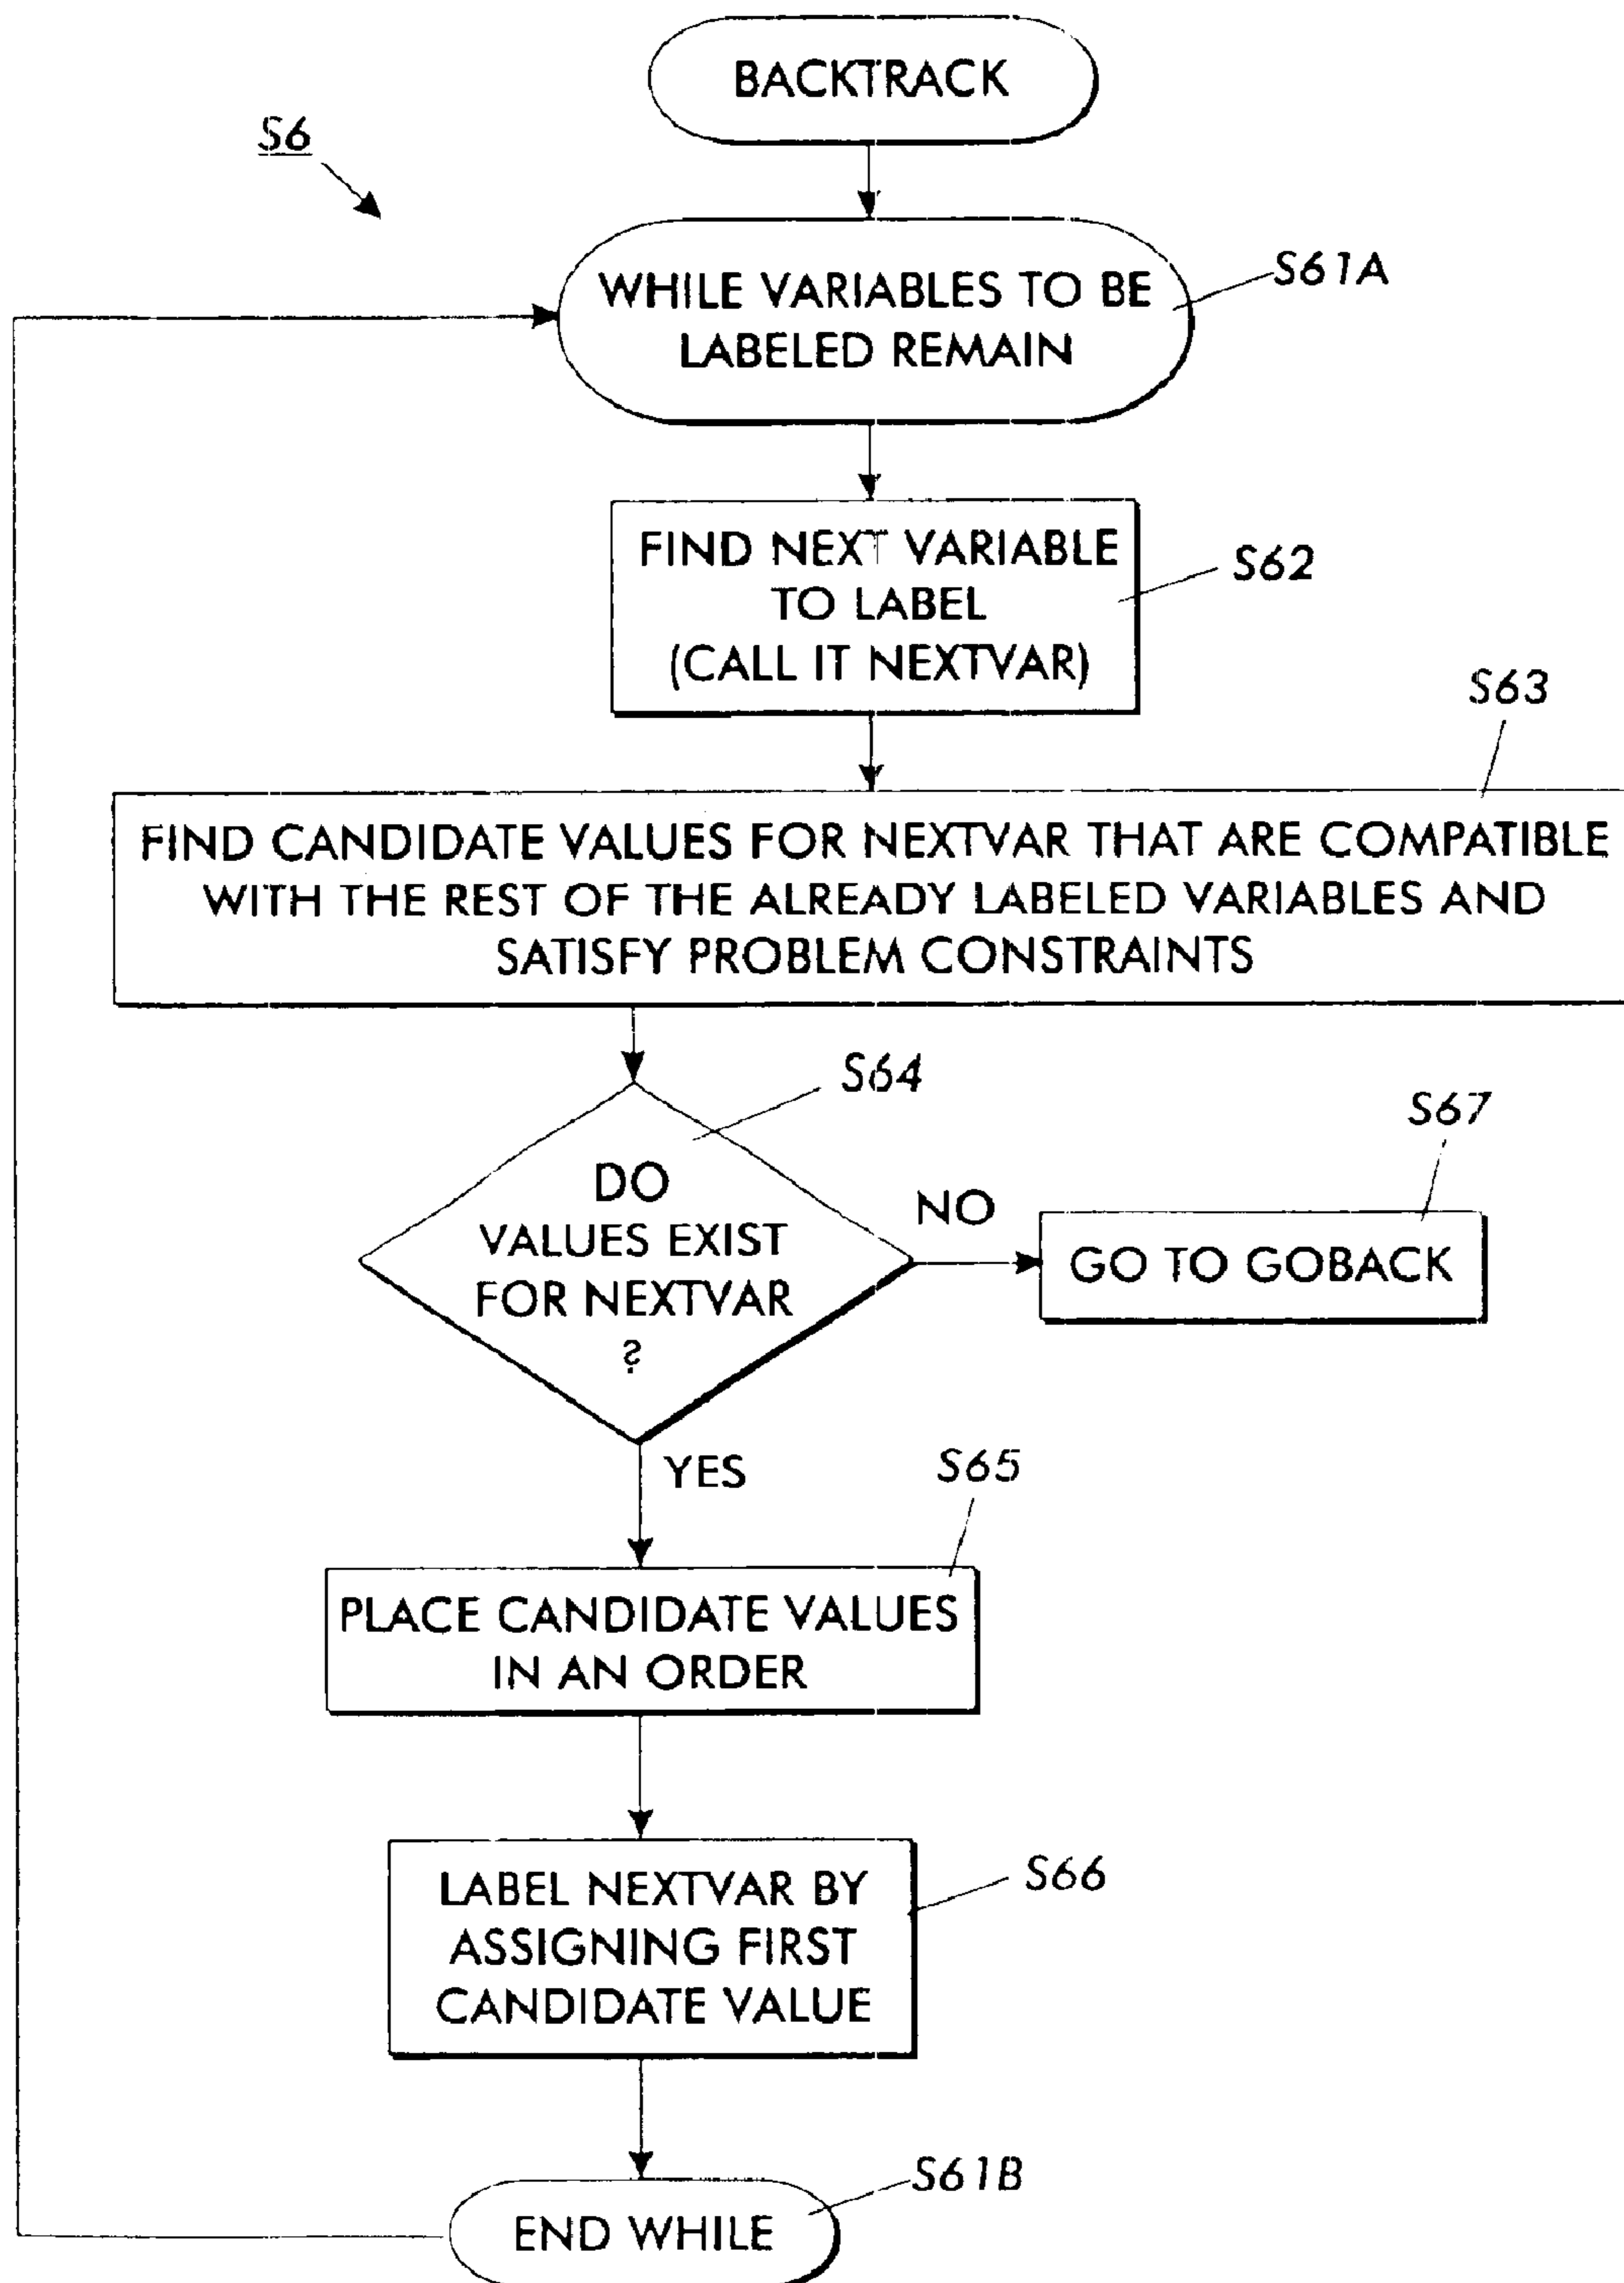 BACKTRACK
S6
WHILE VARIABLES TO BE
LABELED REMAIN
S61A
FIND NEXT VARIABLE
TO LABEL
(CALL IT NEXTVAR)
S62
S63
FIND CANDIDATE VALUES FOR NEXTVAR THAT ARE COMPATIBLE
WITH THE REST OF THE ALREADY LABELED VARIABLES AND
SATISFY PROBLEM CONSTRAINTS
S64
DO
VALUES EXIST
FOR NEXTVAR
?
NO
S67
GO TO GOBACK
YES
S65
PLACE CANDIDATE VALUES
IN AN ORDER
LABEL NEXTVAR BY
ASSIGNING FIRST
CANDIDATE VALUE
S66
S61B
END WHILE